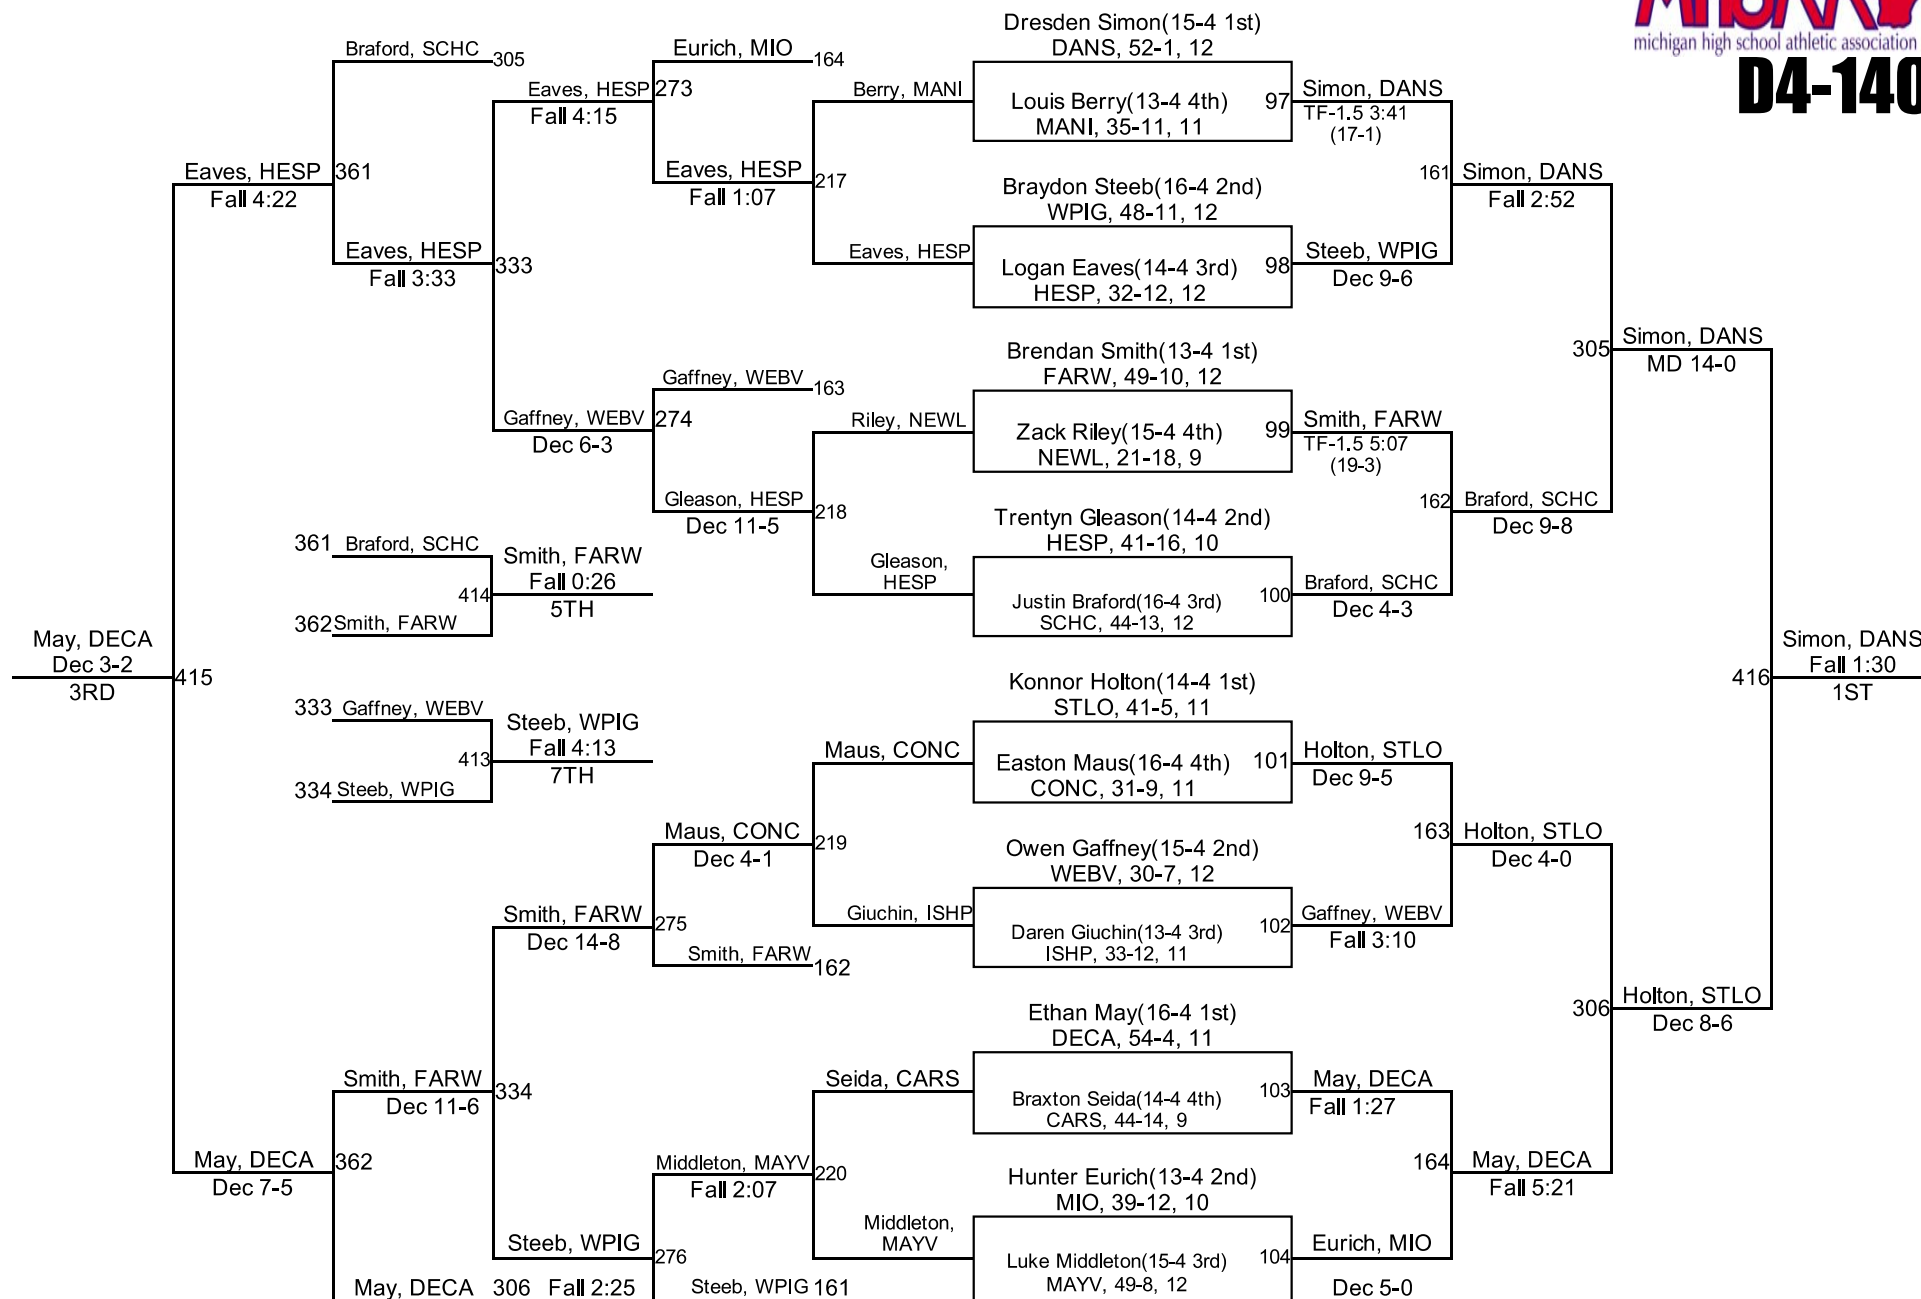 MHSAA
michigan high school athletic association
D4-140
Dresden Simon(15-4 1st)
DANS, 52-1, 12
Louis Berry(13-4 4th)
MANI, 35-11, 11
97
Braydon Steeb(16-4 2nd)
WPIG, 48-11, 12
Logan Eaves(14-4 3rd)
HESP, 32-12, 12
98
Brendan Smith(13-4 1st)
FARW, 49-10, 12
Zack Riley(15-4 4th)
NEWL, 21-18, 9
99
Trentyn Gleason(14-4 2nd)
HESP, 41-16, 10
Justin Braford(16-4 3rd)
SCHC, 44-13, 12
100
Konnor Holton(14-4 1st)
STLO, 41-5, 11
Easton Maus(16-4 4th)
CONC, 31-9, 11
101
Owen Gaffney(15-4 2nd)
WEBV, 30-7, 12
Daren Giuchin(13-4 3rd)
ISHP, 33-12, 11
102
Ethan May(16-4 1st)
DECA, 54-4, 11
Braxton Seida(14-4 4th)
CARS, 44-14, 9
103
Hunter Eurich(13-4 2nd)
MIO, 39-12, 10
Luke Middleton(15-4 3rd)
MAYV, 49-8, 12
104
Simon, DANS
TF-1.5 3:41
(17-1)
161
Steeb, WPIG
Dec 9-6
Smith, FARW
TF-1.5 5:07
(19-3)
162
Braford, SCHC
Dec 4-3
Holton, STLO
Dec 9-5
163
Gaffney, WEBV
Fall 3:10
May, DECA
Fall 1:27
164
Eurich, MIO
Dec 5-0
Simon, DANS
Fall 2:52
305
Braford, SCHC
Dec 9-8
Holton, STLO
Dec 4-0
306
May, DECA
Fall 5:21
Simon, DANS
MD 14-0
416
Holton, STLO
Dec 8-6
Simon, DANS
Fall 1:30
1ST
Berry, MANI
217
Eaves, HESP
Riley, NEWL
218
Gleason,
HESP
Maus, CONC
219
Giuchin, ISHP
Seida, CARS
220
Middleton,
MAYV
Eurich, MIO
164
273
Eaves, HESP
Fall 1:07
Gaffney, WEBV
163
274
Gleason, HESP
Dec 11-5
Maus, CONC
Dec 4-1
275
Smith, FARW
162
Middleton, MAYV
Fall 2:07
276
Steeb, WPIG 161
Eaves, HESP
Fall 4:15
333
Gaffney, WEBV
Dec 6-3
Smith, FARW
Dec 14-8
334
Steeb, WPIG
Fall 2:25
Braford, SCHC
305
361
Eaves, HESP
Fall 3:33
Smith, FARW
Dec 11-6
362
May, DECA 306
Eaves, HESP
Fall 4:22
415
May, DECA
Dec 7-5
May, DECA
Dec 3-2
3RD
361 Braford, SCHC
414
362 Smith, FARW
Smith, FARW
Fall 0:26
5TH
333 Gaffney, WEBV
413
334 Steeb, WPIG
Steeb, WPIG
Fall 4:13
7TH